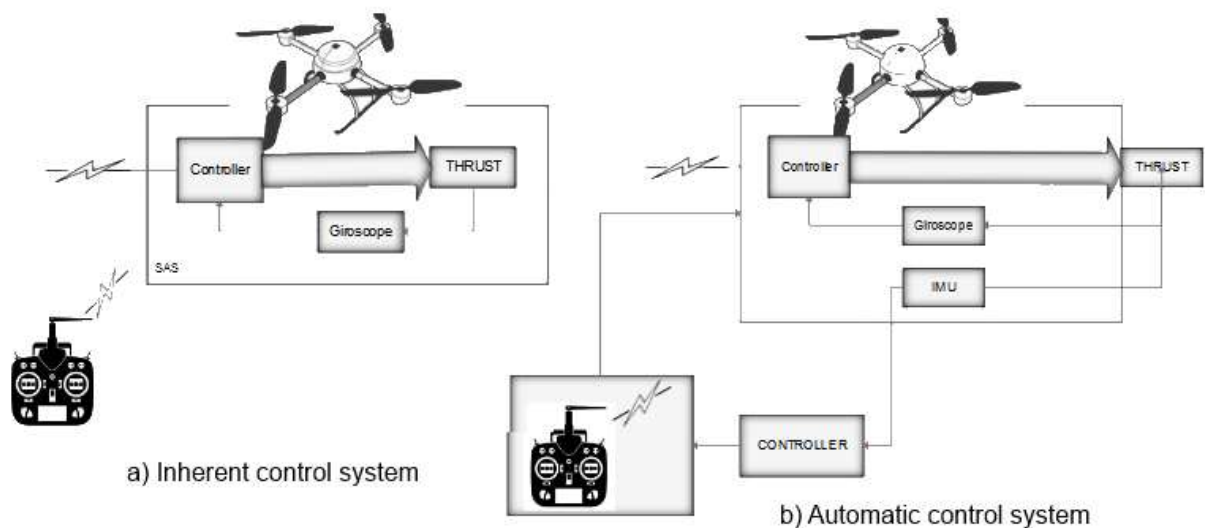 Controller
THRUST
Giroscope
SAS
a) Inherent control system
Controller
THRUST
Giroscope
IMU
CONTROLLER
b) Automatic control system